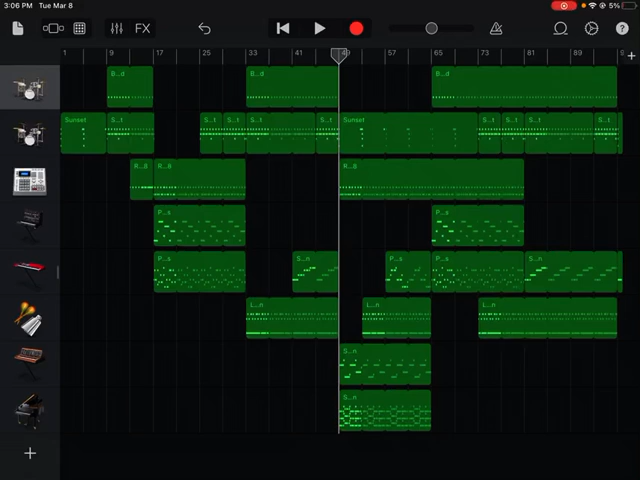 3:06 PM Tue Mar 8
5%
FX
?
1 9 17 25 33 41 49 57 65 73 81 89
B...d B...d B...d
Sunset S...t S...t S...t S...t S...t Sunset S...t S...t S...t S...t
R...8 R...8 R...8
P...s P...s
P...s S...n P...s P...s S...n
L...n L...n L...n
S...n
S...n